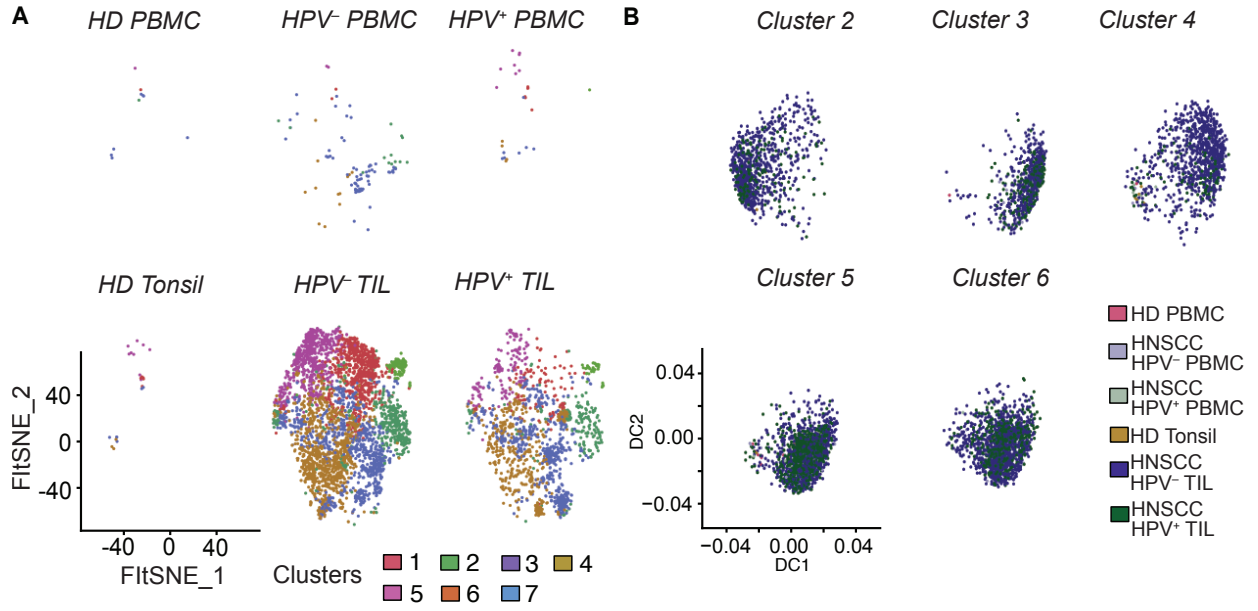 A
HD PBMC
HPV⁻ PBMC
HPV⁺ PBMC
HD Tonsil
HPV⁻ TIL
HPV⁺ TIL
FItSNE_2
40
0
-40
-40 0 40
FItSNE_1
Clusters
1 2 3 4
5 6 7
B
Cluster 2
Cluster 3
Cluster 4
Cluster 5
Cluster 6
DC2
0.04
0.00
−0.04
−0.04 0.00 0.04
DC1
HD PBMC
HNSCC
HPV⁻ PBMC
HNSCC
HPV⁺ PBMC
HD Tonsil
HNSCC
HPV⁻ TIL
HNSCC
HPV⁺ TIL